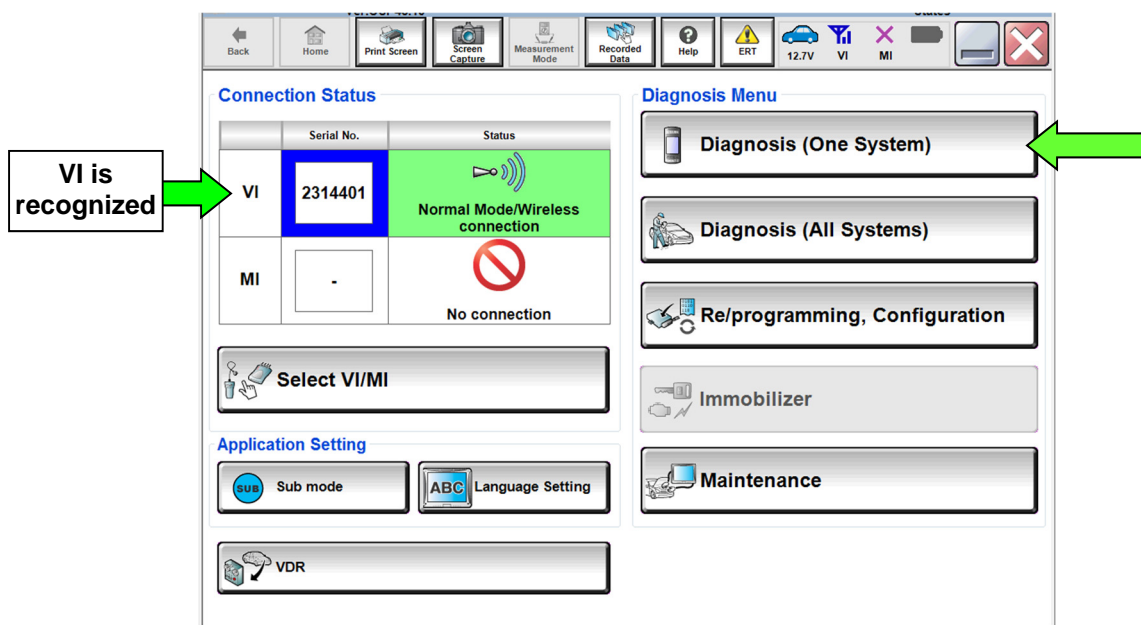 Back
Home
Print Screen
Screen
Capture
Measurement
Mode
Recorded
Data
Help
ERT
12.7V
VI
MI
Connection Status
Serial No.
Status
VI
2314401
Normal Mode/Wireless
connection
MI
-
No connection
Select VI/MI
Application Setting
SUB
Sub mode
ABC
Language Setting
VDR
Diagnosis Menu
Diagnosis (One System)
Diagnosis (All Systems)
Re/programming, Configuration
Immobilizer
Maintenance
VI is
recognized